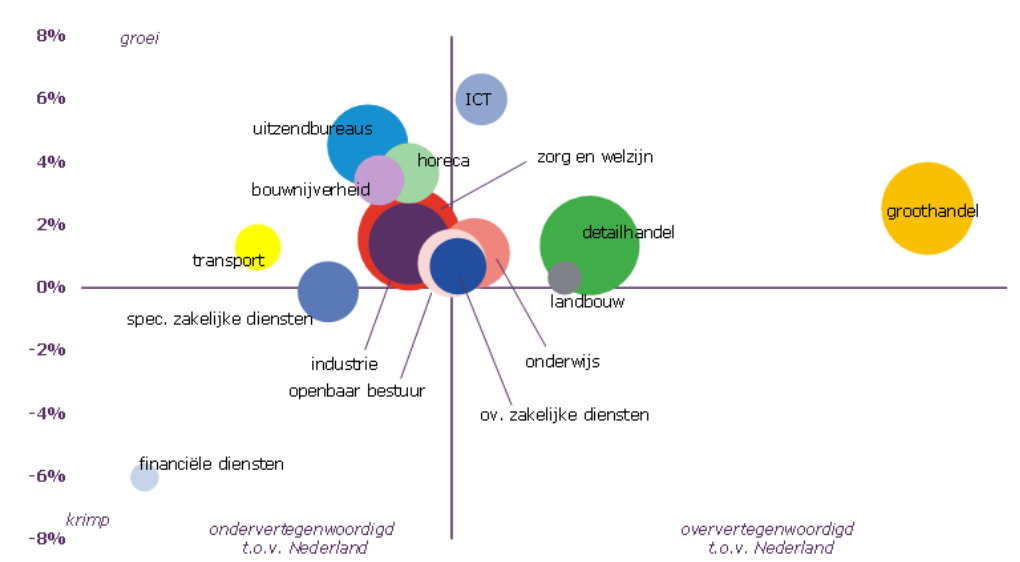 8%
groei
6%
ICT
uitzendbureaus
4%
horeca
zorg en welzijn
bouwnijverheid
2%
groothandel
detailhandel
transport
0%
landbouw
spec. zakelijke diensten
-2%
industrie
onderwijs
openbaar bestuur
-4%
ov. zakelijke diensten
financiële diensten
-6%
krimp
-8%
ondervertegenwoordigd
t.o.v. Nederland
oververtegenwoordigd
t.o.v. Nederland